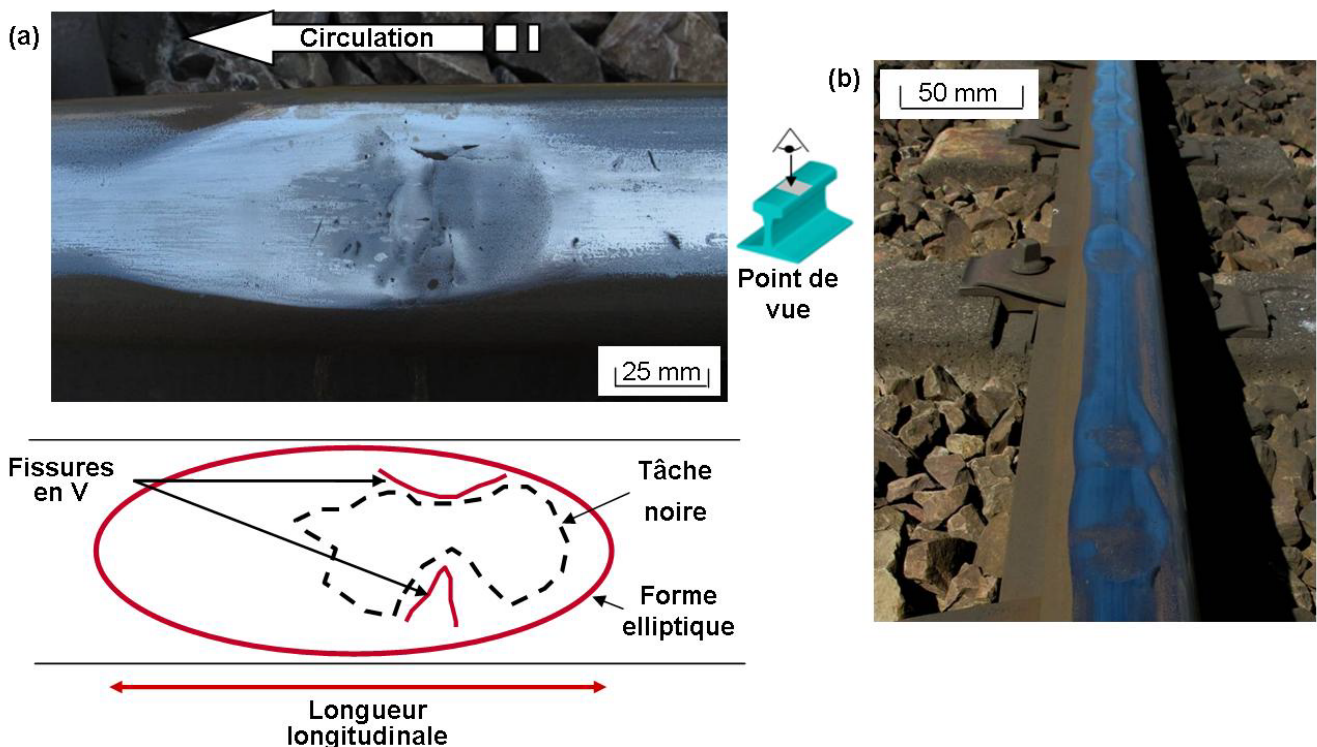 (a)
Circulation
25 mm
Point de
vue
(b)
50 mm
Fissures
en V
Tâche
noire
Forme
elliptique
Longueur
longitudinale